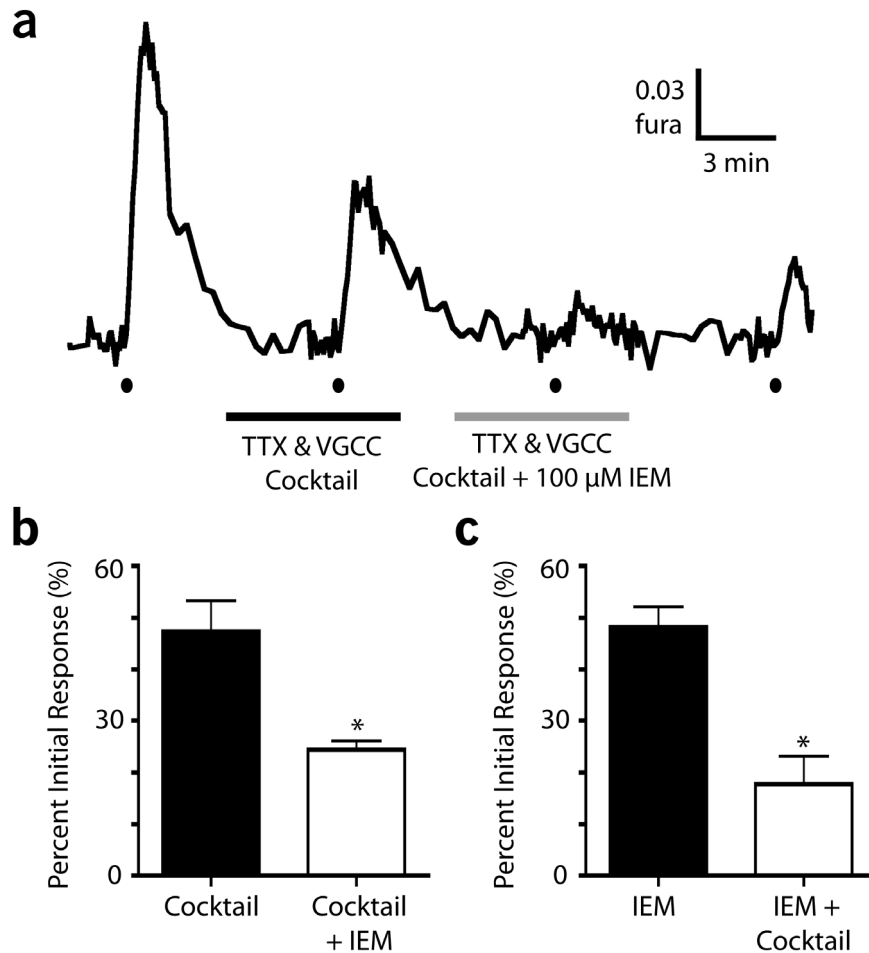 a
0.03
fura
3 min
TTX & VGCC
Cocktail
TTX & VGCC
Cocktail + 100 µM IEM
b
Percent Initial Response (%)
60
30
0
*
Cocktail
Cocktail
+ IEM
c
Percent Initial Response (%)
60
30
0
*
IEM
IEM +
Cocktail